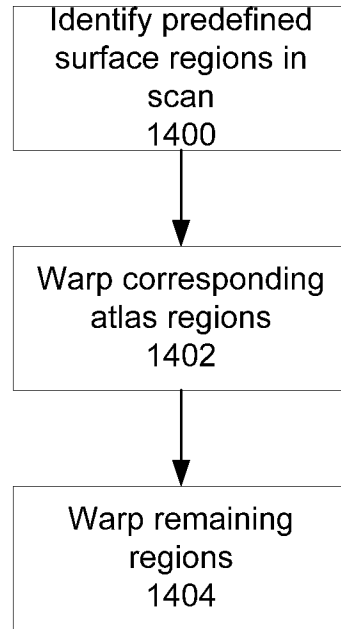 Identify predefined
surface regions in
scan
1400
Warp corresponding
atlas regions
1402
Warp remaining
regions
1404